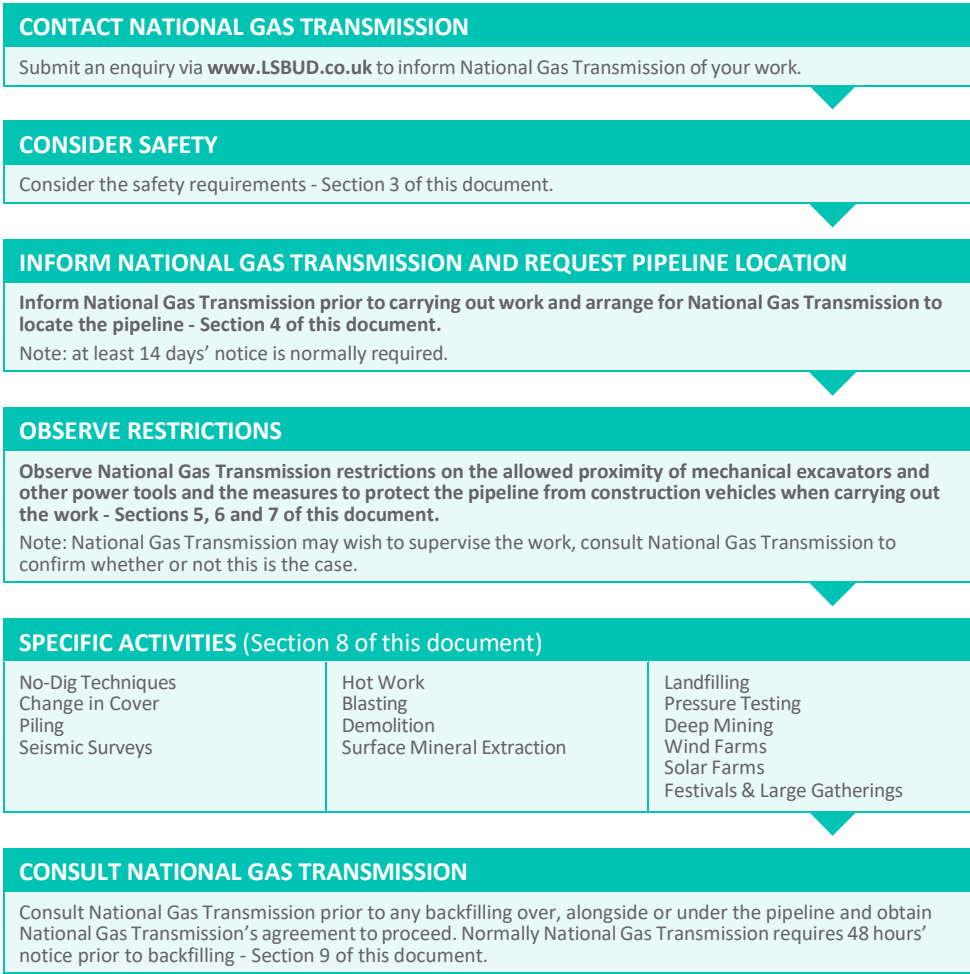 CONTACT NATIONAL GAS TRANSMISSION
Submit an enquiry via www.LSBUD.co.uk to inform National Gas Transmission of your work.
CONSIDER SAFETY
Consider the safety requirements - Section 3 of this document.
INFORM NATIONAL GAS TRANSMISSION AND REQUEST PIPELINE LOCATION
Inform National Gas Transmission prior to carrying out work and arrange for National Gas Transmission to
locate the pipeline - Section 4 of this document.
Note: at least 14 days’ notice is normally required.
OBSERVE RESTRICTIONS
Observe National Gas Transmission restrictions on the allowed proximity of mechanical excavators and
other power tools and the measures to protect the pipeline from construction vehicles when carrying out
the work - Sections 5, 6 and 7 of this document.
Note: National Gas Transmission may wish to supervise the work, consult National Gas Transmission to
confirm whether or not this is the case.
SPECIFIC ACTIVITIES (Section 8 of this document)
No-Dig Techniques
Change in Cover
Piling
Seismic Surveys
Hot Work
Blasting
Demolition
Surface Mineral Extraction
Landfilling
Pressure Testing
Deep Mining
Wind Farms
Solar Farms
Festivals & Large Gatherings
CONSULT NATIONAL GAS TRANSMISSION
Consult National Gas Transmission prior to any backfilling over, alongside or under the pipeline and obtain
National Gas Transmission’s agreement to proceed. Normally National Gas Transmission requires 48 hours’
notice prior to backfilling - Section 9 of this document.